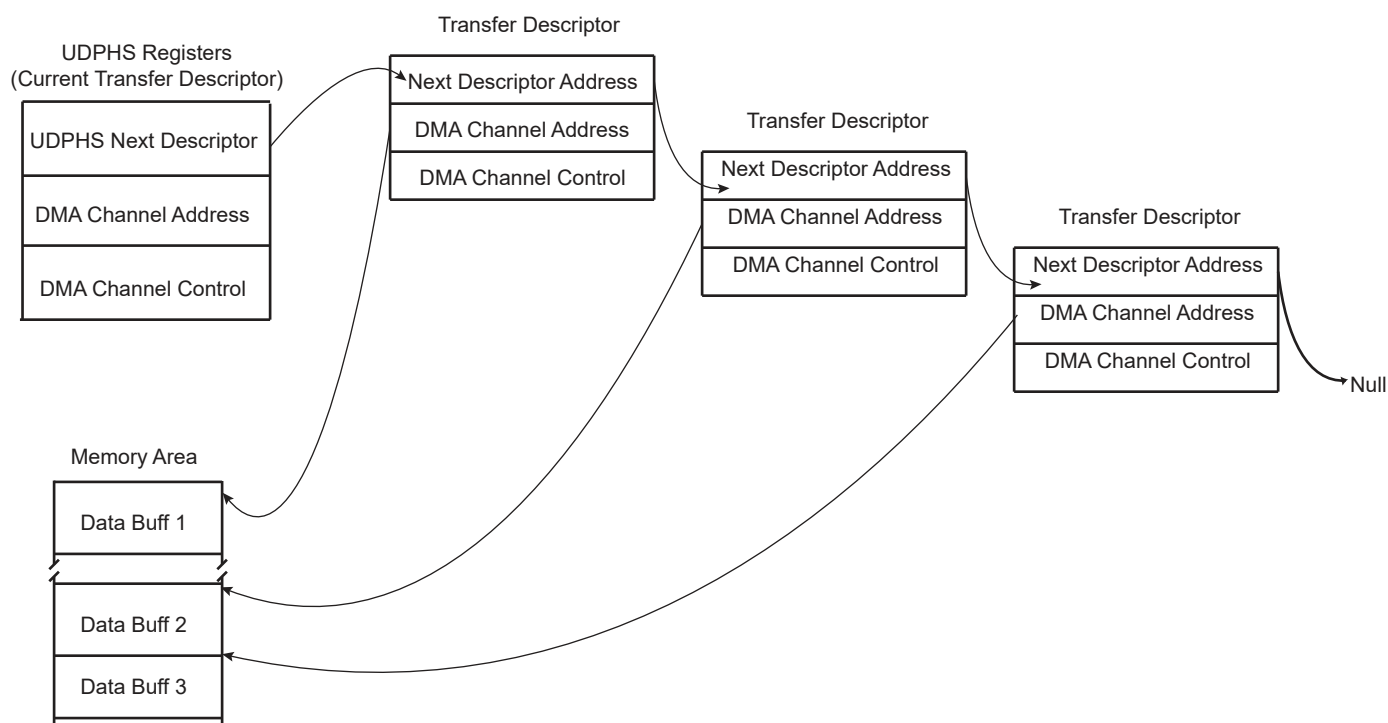 UDPHS Registers
(Current Transfer Descriptor)
UDPHS Next Descriptor
DMA Channel Address
DMA Channel Control
Transfer Descriptor
Next Descriptor Address
DMA Channel Address
DMA Channel Control
Transfer Descriptor
Next Descriptor Address
DMA Channel Address
DMA Channel Control
Transfer Descriptor
Next Descriptor Address
DMA Channel Address
DMA Channel Control
Null
Memory Area
Data Buff 1
Data Buff 2
Data Buff 3